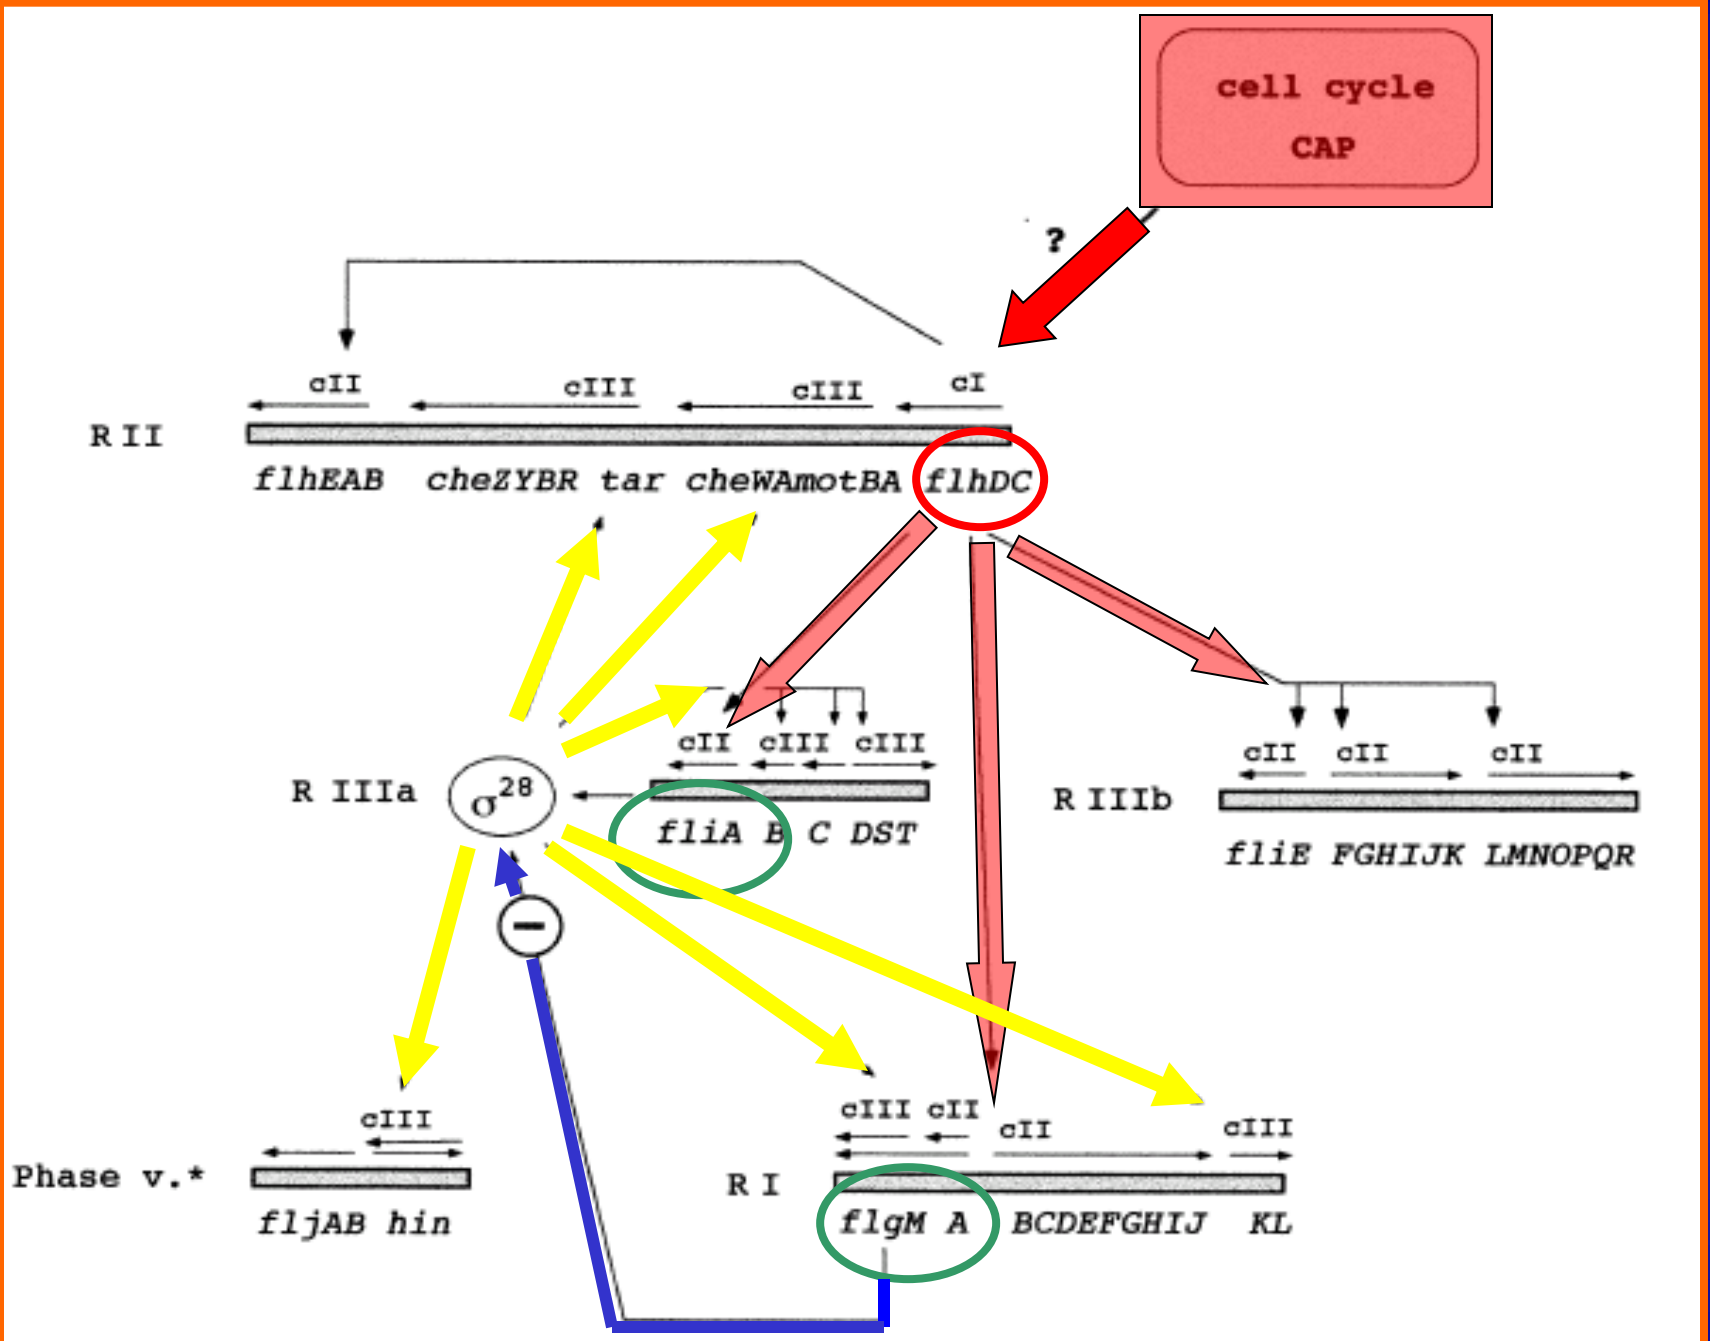 cell cycle
CAP
?
cII cIII cIII cI
R II
flhEAB cheZYBR tar cheWAmotBA flhDC
cII cIII cIII
R IIIa σ28
fliA B C DST
cII cII cII
R IIIb
fliE FGHIJK LMNOPQR
−
cIII
Phase v.*
fljAB hin
cIII cII cII cIII
R I
flgM A BCDEFGHIJ KL